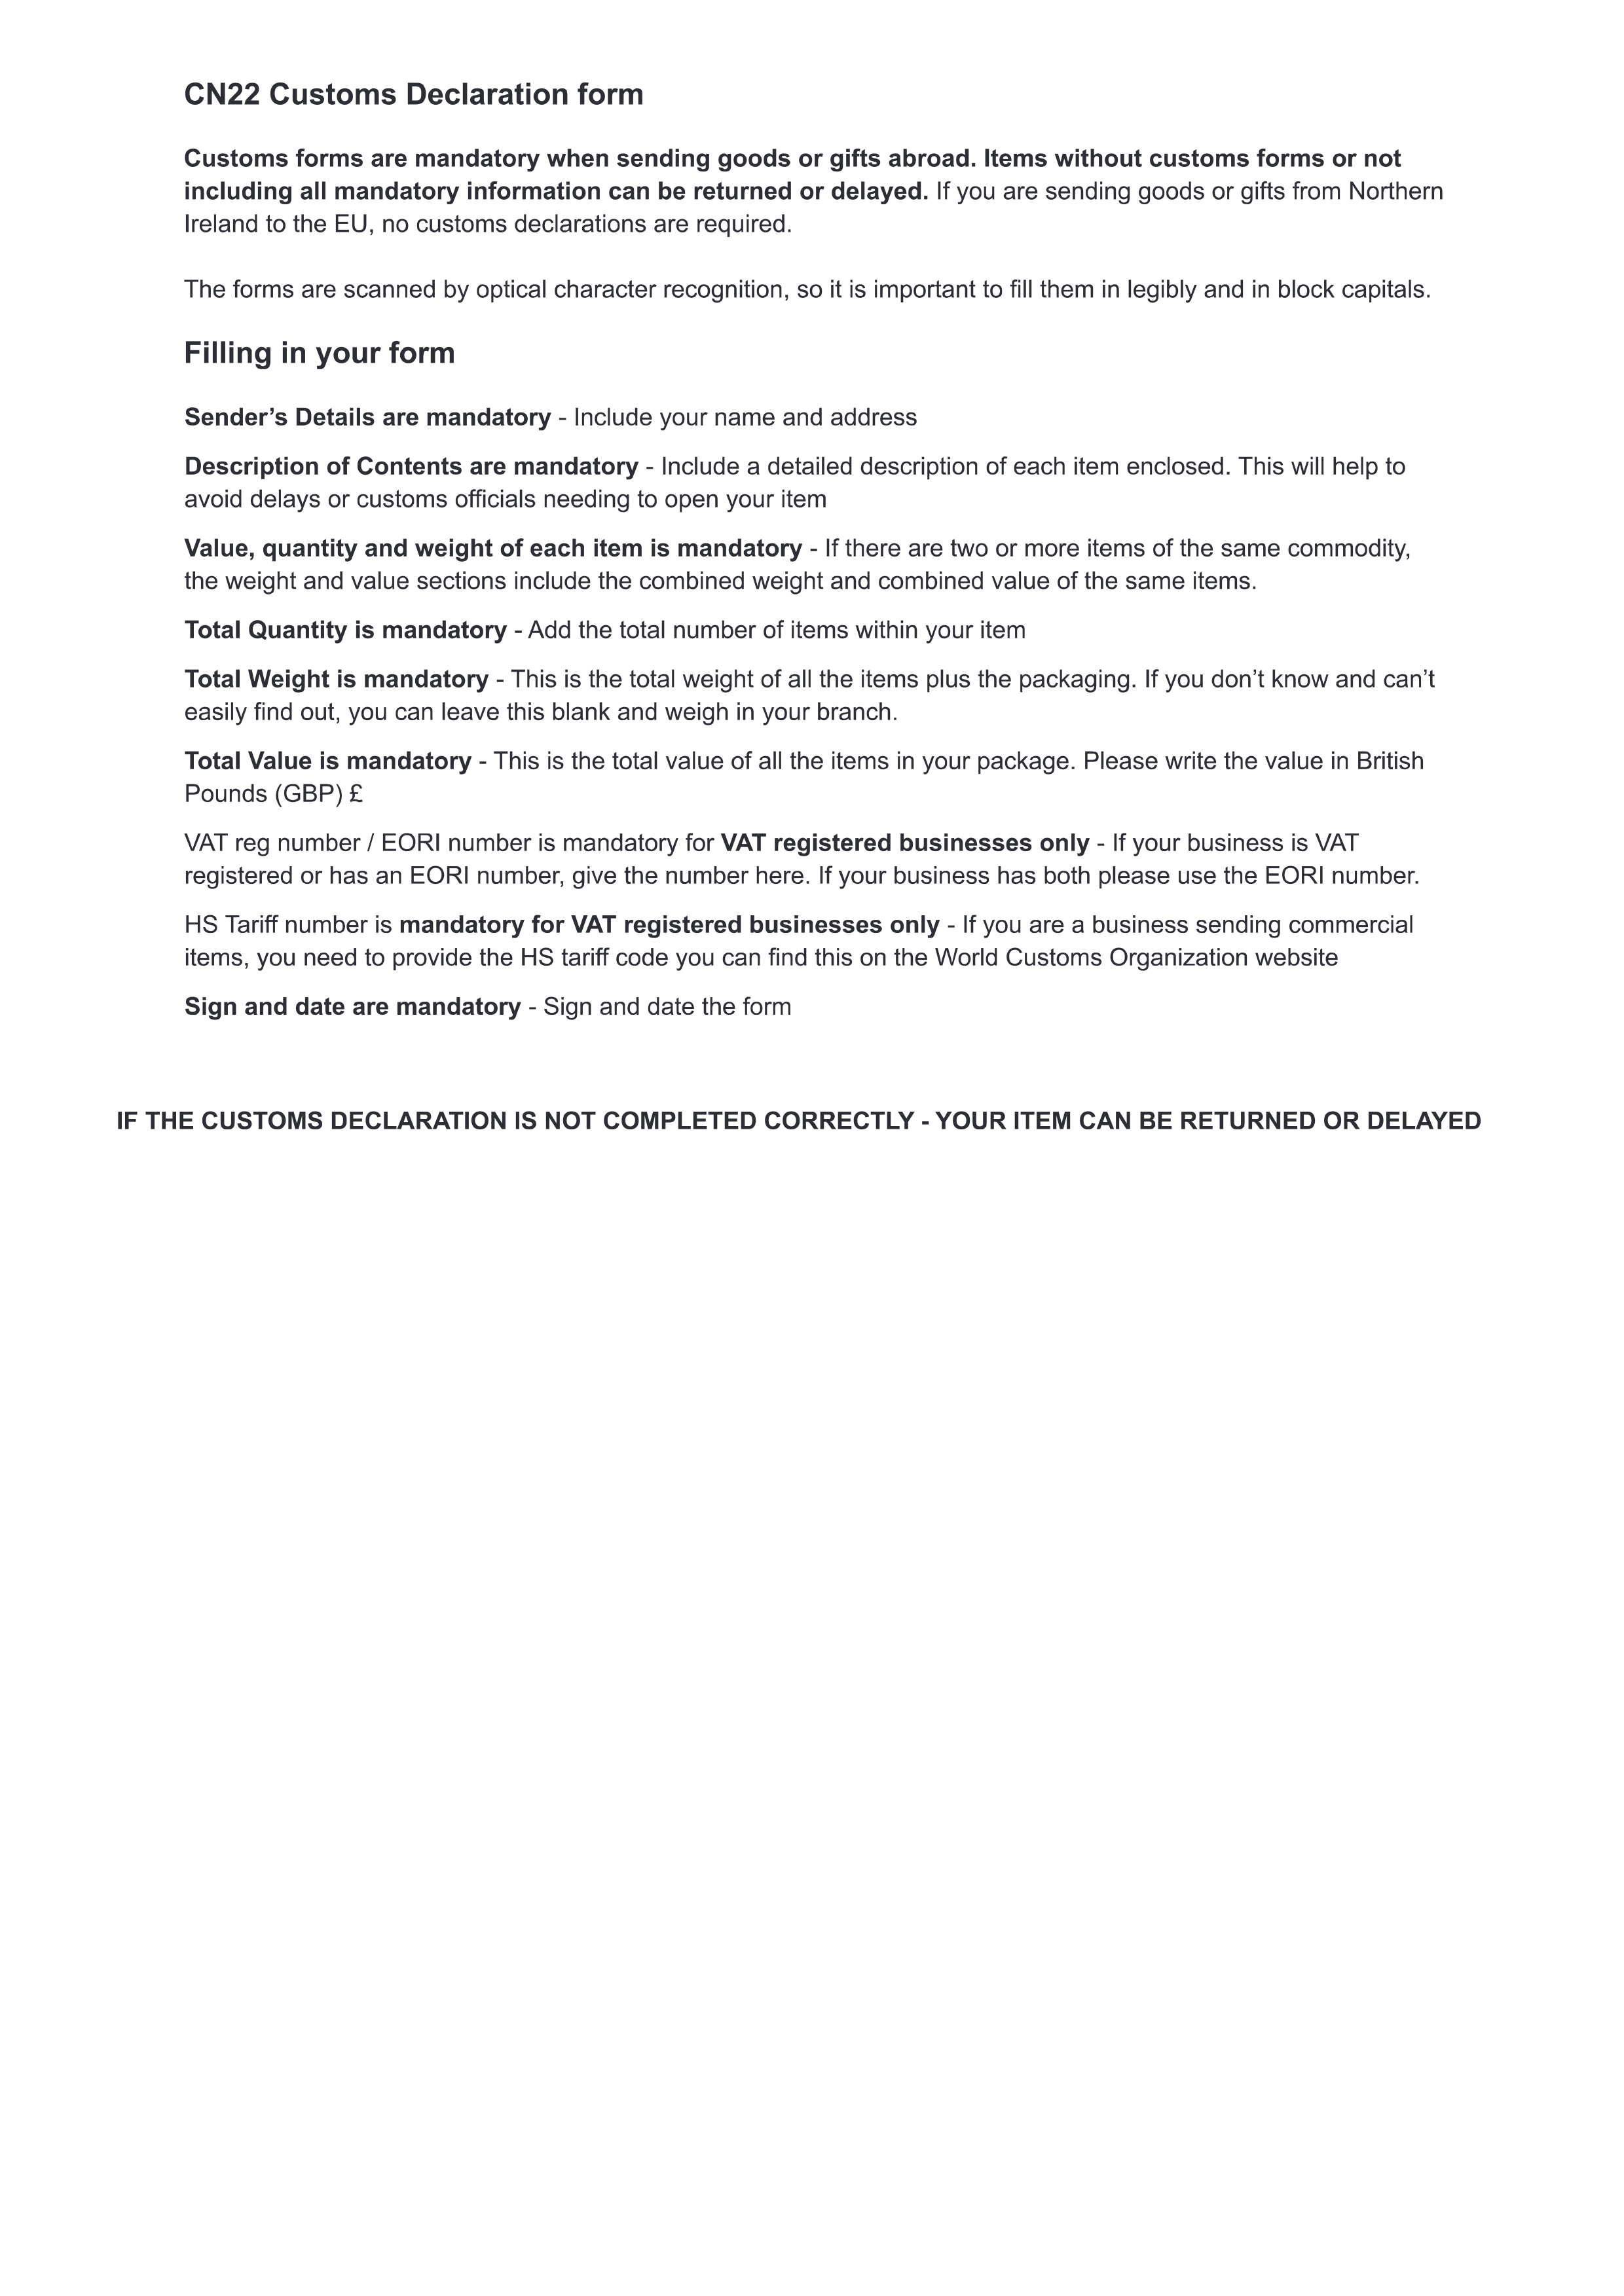 CN22 Customs Declaration form
Customs forms are mandatory when sending goods or gifts abroad. Items without customs forms or not
including all mandatory information can be returned or delayed. If you are sending goods or gifts from Northern
Ireland to the EU, no customs declarations are required.
The forms are scanned by optical character recognition, so it is important to fill them in legibly and in block capitals.
Filling in your form
Sender’s Details are mandatory - Include your name and address
Description of Contents are mandatory - Include a detailed description of each item enclosed. This will help to
avoid delays or customs officials needing to open your item
Value, quantity and weight of each item is mandatory - If there are two or more items of the same commodity,
the weight and value sections include the combined weight and combined value of the same items.
Total Quantity is mandatory - Add the total number of items within your item
Total Weight is mandatory - This is the total weight of all the items plus the packaging. If you don’t know and can’t
easily find out, you can leave this blank and weigh in your branch.
Total Value is mandatory - This is the total value of all the items in your package. Please write the value in British
Pounds (GBP) £
VAT reg number / EORI number is mandatory for VAT registered businesses only - If your business is VAT
registered or has an EORI number, give the number here. If your business has both please use the EORI number.
HS Tariff number is mandatory for VAT registered businesses only - If you are a business sending commercial
items, you need to provide the HS tariff code you can find this on the World Customs Organization website
Sign and date are mandatory - Sign and date the form
IF THE CUSTOMS DECLARATION IS NOT COMPLETED CORRECTLY - YOUR ITEM CAN BE RETURNED OR DELAYED